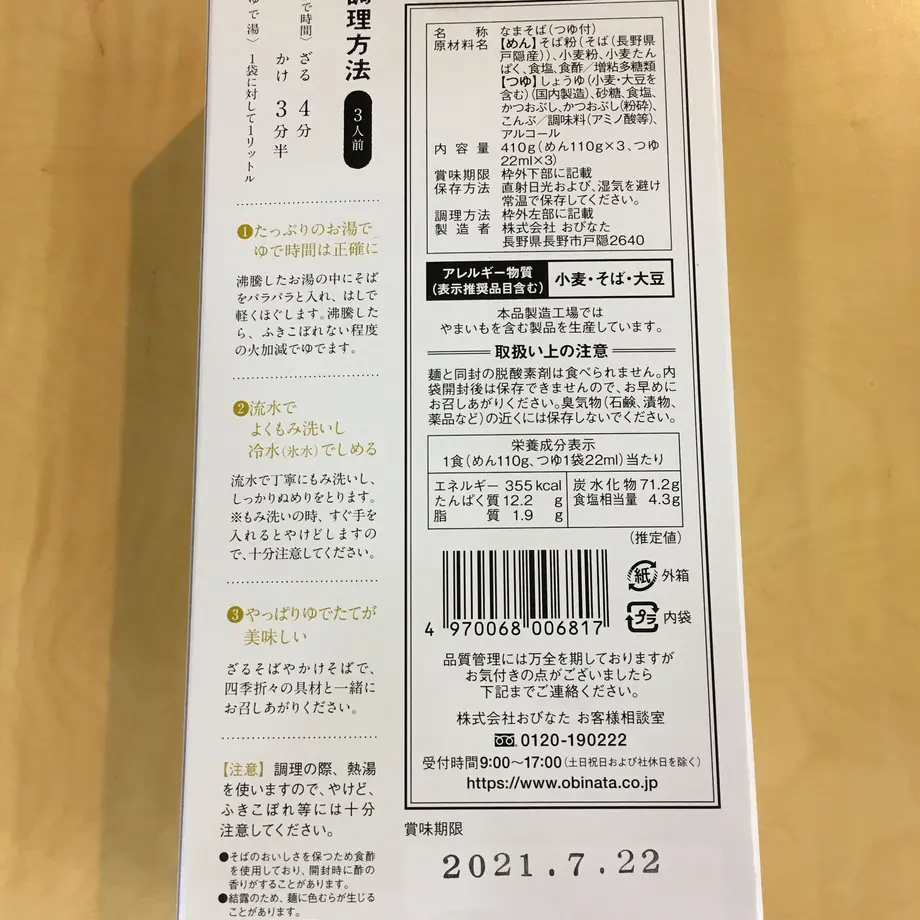 調理方法
3人前
で時間〉ざる 4分
かけ 3分半
ゆで湯〉1袋に対して1リットル
❶たっぷりのお湯で
ゆで時間は正確に
沸騰したお湯の中にそば
をパラパラと入れ、はしで
軽くほぐします。沸騰した
ら、ふきこぼれない程度
の火加減でゆでます。
❷流水で
よくもみ洗いし
冷水(氷水)でしめる
流水で丁寧にもみ洗いし、
しっかりぬめりをとります。
※もみ洗いの時、すぐ手を
入れるとやけどしますの
で、十分注意してください。
❸やっぱりゆでたてが
美味しい
ざるそばやかけそばで、
四季折々の具材と一緒に
お召しあがりください。
【注意】調理の際、熱湯
を使いますので、やけど、
ふきこぼれ等には十分
注意してください。
●そばのおいしさを保つため食酢
を使用しており、開封時に酢の
香りがすることがあります。
●結露のため、麺に色むらが生じる
ことがあります。
名称 なまそば(つゆ付)
原材料名 【めん】そば粉(そば(長野県
戸隠産))、小麦粉、小麦たん
ぱく、食塩、食酢/増粘多糖類
【つゆ】しょうゆ(小麦・大豆を
含む)(国内製造)、砂糖、食塩、
かつおぶし、かつおぶし(粉砕)、
こんぶ/調味料(アミノ酸等)、
アルコール
内容量 410g(めん110g×3、つゆ
22ml×3)
賞味期限 枠外下部に記載
保存方法 直射日光および、湿気を避け
常温で保存してください。
調理方法 枠外左部に記載
製造者 株式会社 おびなた
長野県長野市戸隠2640
アレルギー物質
(表示推奨品目含む)
小麦・そば・大豆
本品製造工場では
やまいもを含む製品を生産しています。
取扱い上の注意
麺と同封の脱酸素剤は食べられません。内
袋開封後は保存できませんので、お早めに
お召しあがりください。臭気物(石鹸、漬物、
薬品など)の近くには保存しないでください。
栄養成分表示
1食(めん110g、つゆ1袋22ml)当たり
エネルギー 355kcal
たんぱく質 12.2 g
脂質 1.9 g
炭水化物 71.2g
食塩相当量 4.3g
(推定値)
4 970068 006817
紙 外箱
プラ 内袋
品質管理には万全を期しておりますが
お気付きの点がございましたら
下記までご連絡ください。
株式会社おびなた お客様相談室
0120-190222
受付時間9:00〜17:00(土日祝日および社休日を除く)
https://www.obinata.co.jp
賞味期限
2021.7.22